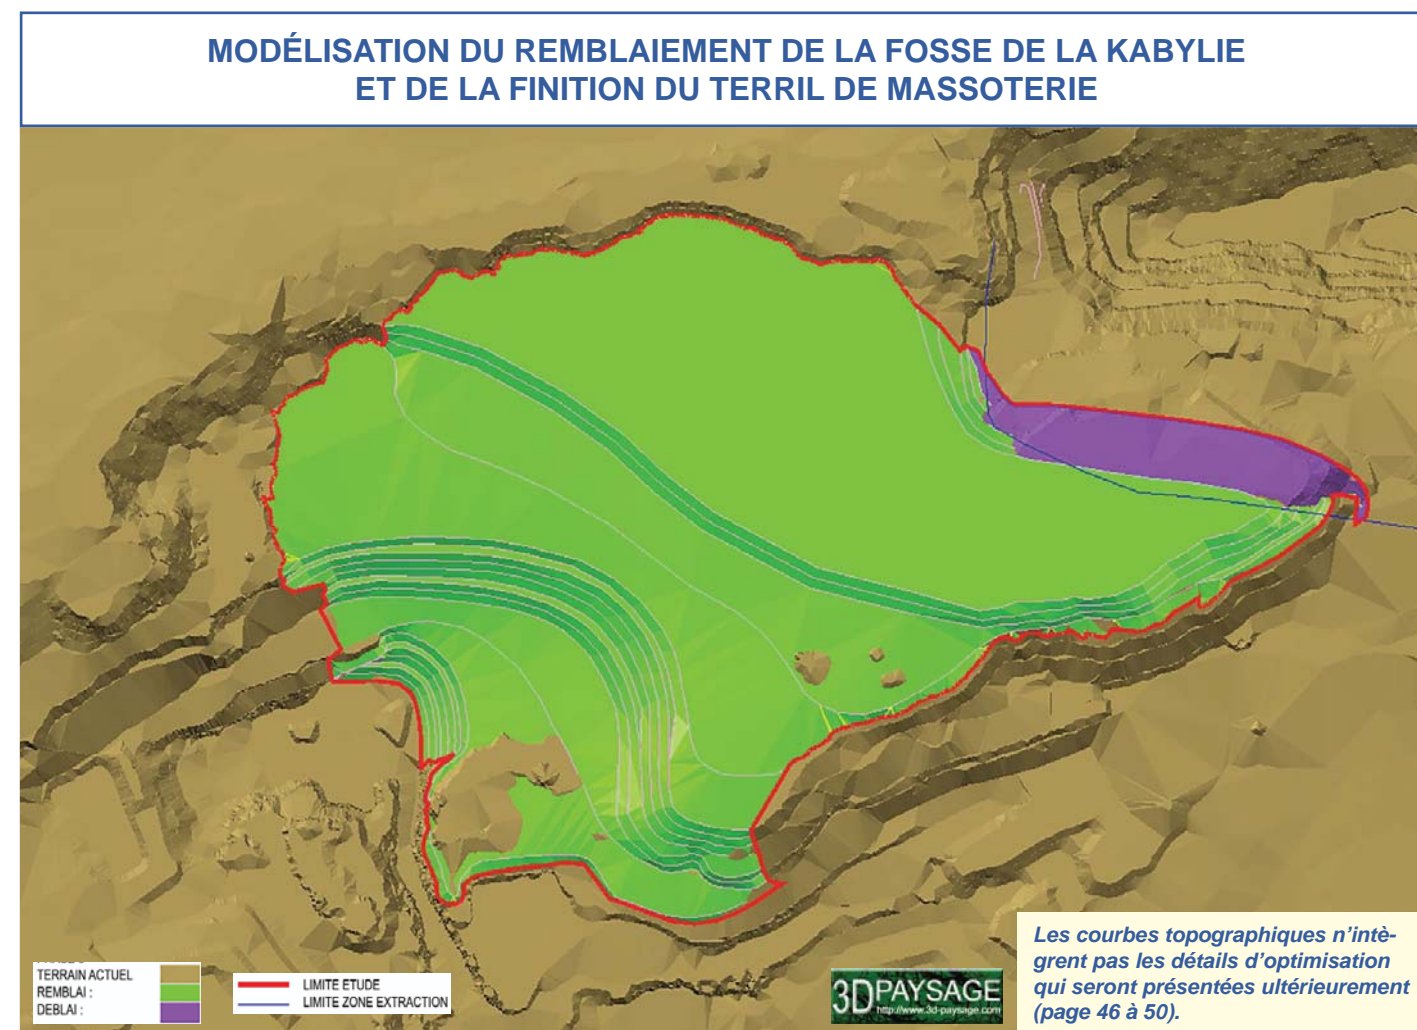 MODÉLISATION DU REMBLAIEMENT DE LA FOSSE DE LA KABYLIE
ET DE LA FINITION DU TERRIL DE MASSOTERIE
TERRAIN ACTUEL
REMBLAI :
DEBLAI :
LIMITE ETUDE
LIMITE ZONE EXTRACTION
3D PAYSAGE
http://www.3d-paysage.com
Les courbes topographiques n'intè-
grent pas les détails d'optimisation
qui seront présentées ultérieurement
(page 46 à 50).